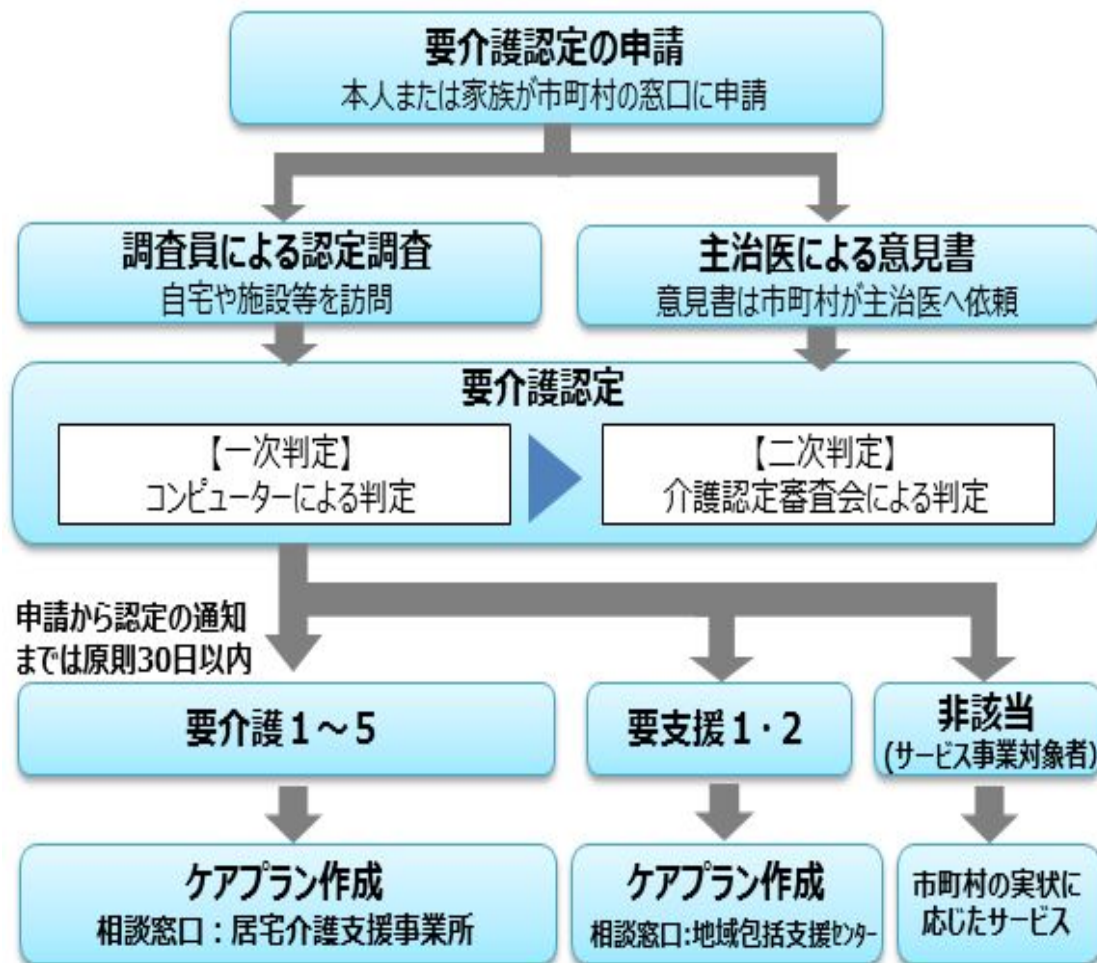 要介護認定の申請
本人または家族が市町村の窓口に申請
調査員による認定調査
自宅や施設等を訪問
主治医による意見書
意見書は市町村が主治医へ依頼
要介護認定
【一次判定】
コンピューターによる判定
【二次判定】
介護認定審査会による判定
申請から認定の通知
までは原則30日以内
要介護１～５
要支援１・２
非該当
(サービス事業対象者)
ケアプラン作成
相談窓口：居宅介護支援事業所
ケアプラン作成
相談窓口:地域包括支援ｾﾝﾀｰ
市町村の実状に
応じたサービス